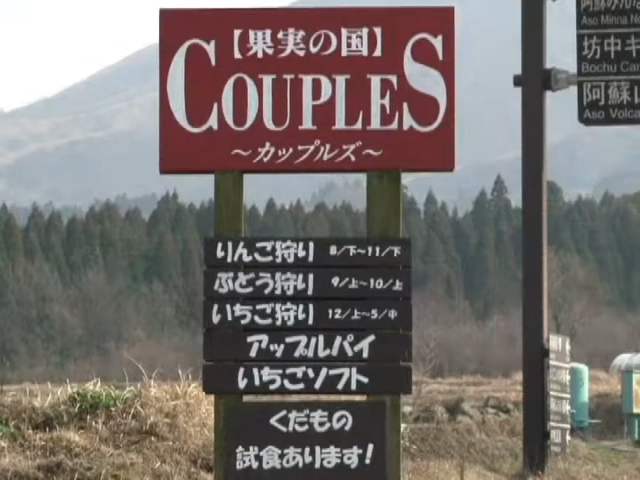 【果実の国】
COUPLES
～カップルズ～
りんご狩り 8/下～11/下
ぶどう狩り 9/上～10/上
いちご狩り 12/上～5/中
アップルパイ
いちごソフト
くだもの
試食あります!
Aso Minna
坊中キ
Bochu Cam
阿蘇山
Aso Volca